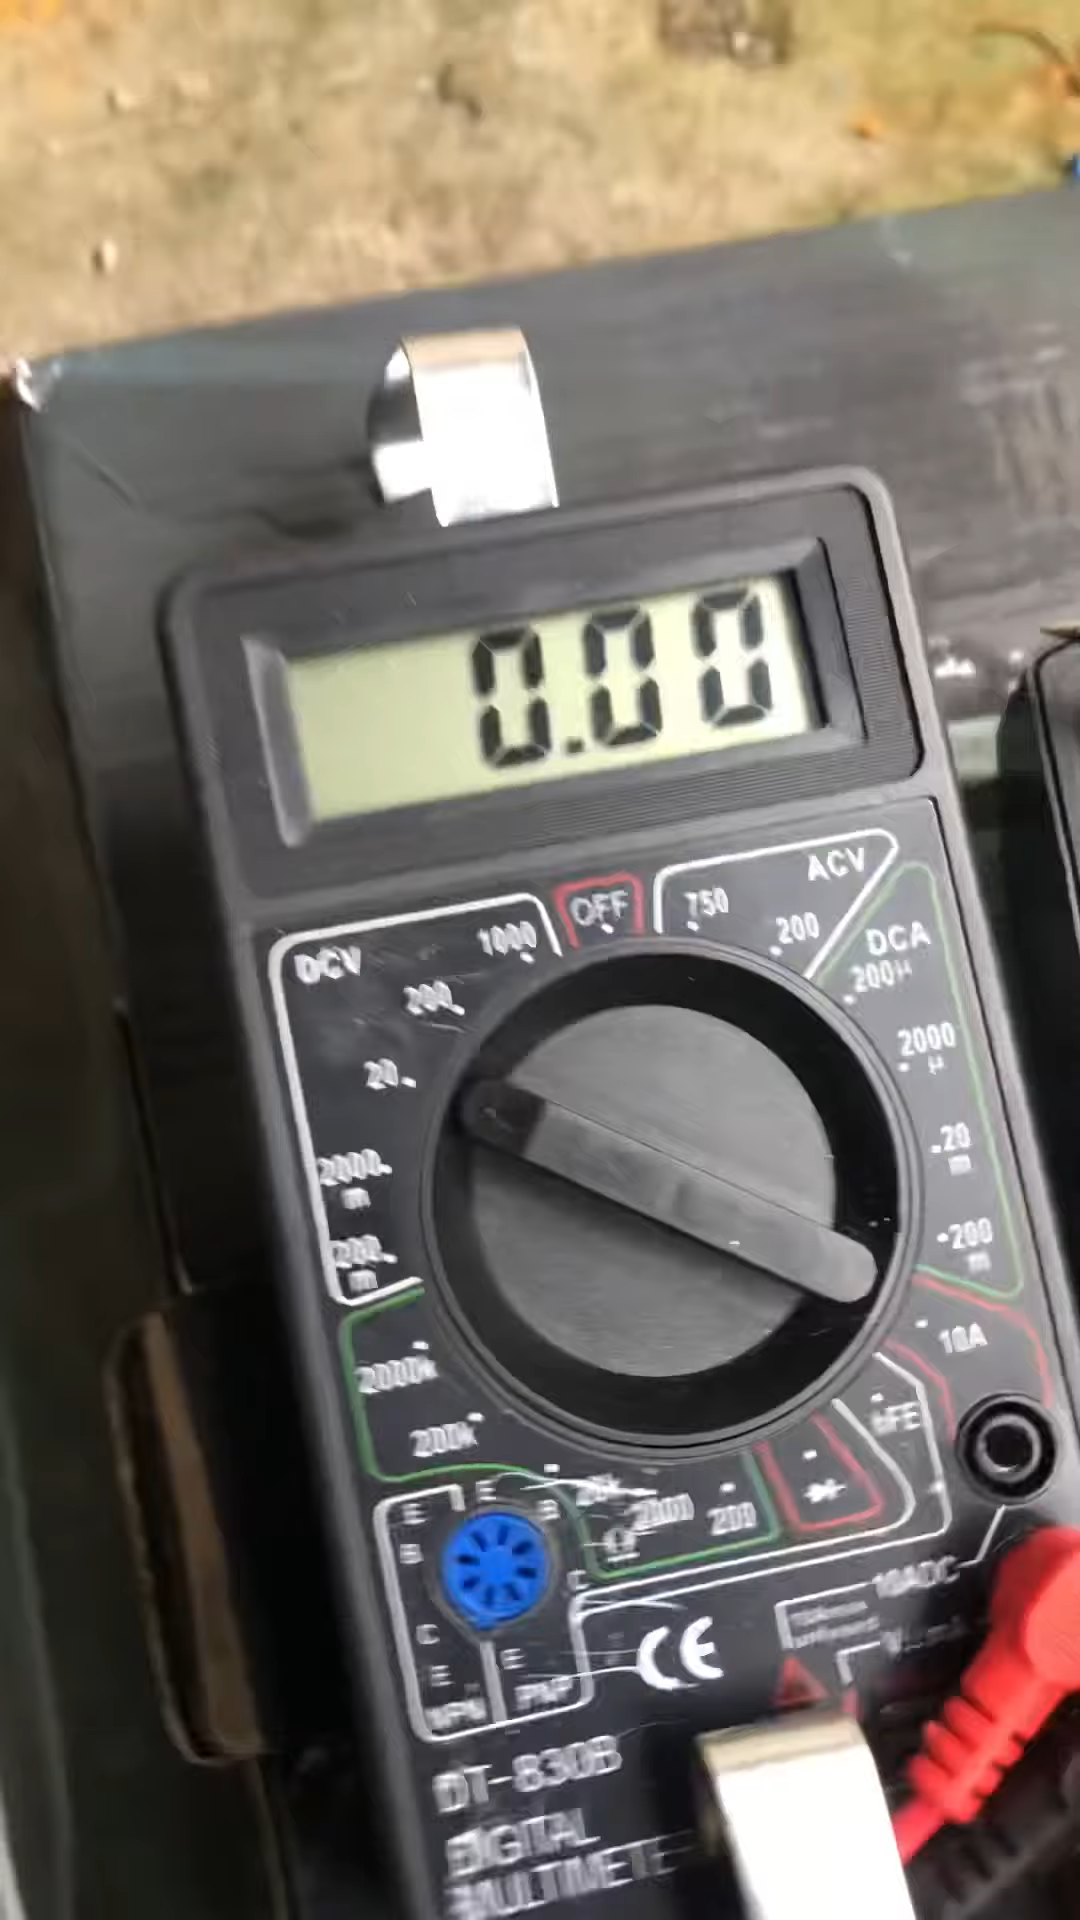 0.00
OFF
ACV
750
200
DCV
1000
200
20
2000
m
200
m
DCA
200μ
2000
μ
20
m
200
m
10A
hFE
2000k
200k
20k
2000
200
Ω
E
E
B
B
C
C
E
E
NPN
PNP
10ADC
CE
DT-830B
DIGITAL
MULTIMETE